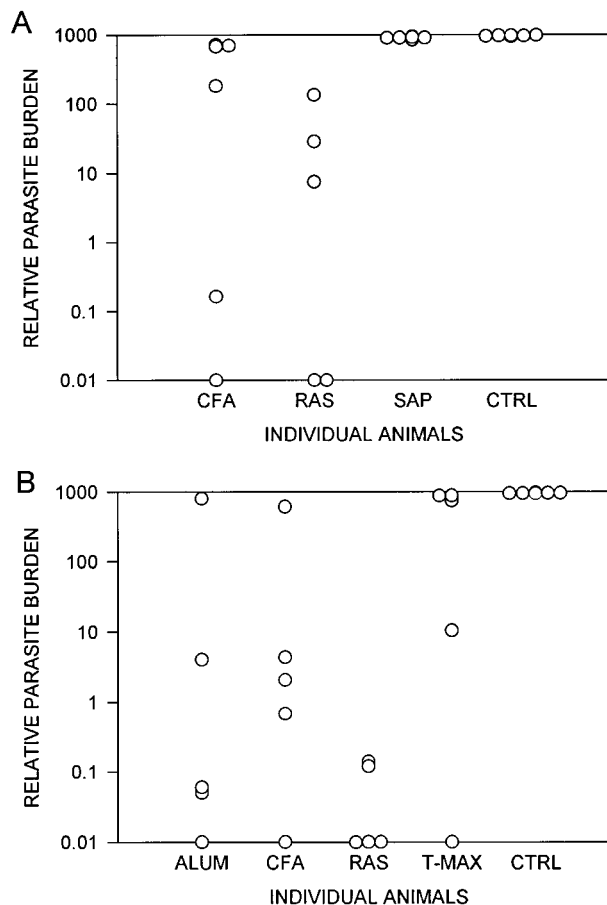 A
RELATIVE PARASITE BURDEN
1000
100
10
1
0.1
0.01
CFA RAS SAP CTRL
INDIVIDUAL ANIMALS
B
RELATIVE PARASITE BURDEN
1000
100
10
1
0.1
0.01
ALUM CFA RAS T-MAX CTRL
INDIVIDUAL ANIMALS